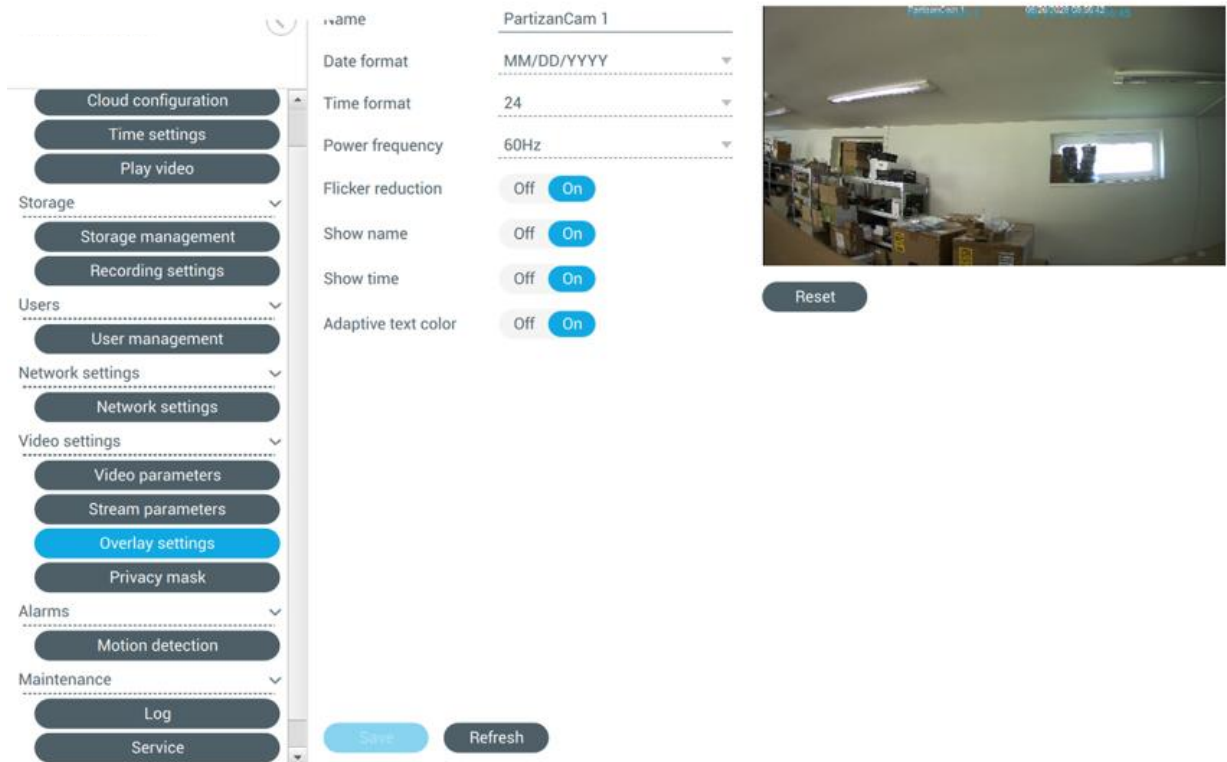 Name
PartizanCam 1
Date format
MM/DD/YYYY
Time format
24
Power frequency
60Hz
Flicker reduction
Off On
Show name
Off On
Show time
Off On
Adaptive text color
Off On
Cloud configuration
Time settings
Play video
Storage
Storage management
Recording settings
Users
User management
Network settings
Network settings
Video settings
Video parameters
Stream parameters
Overlay settings
Privacy mask
Alarms
Motion detection
Maintenance
Log
Service
PartizanCam 1
Reset
Save
Refresh